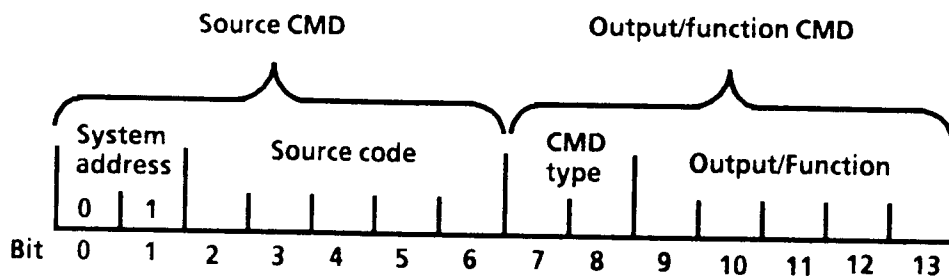 Source CMD
Output/function CMD
System
address
Source code
CMD
type
Output/Function
0 1
Bit 0 1 2 3 4 5 6 7 8 9 10 11 12 13